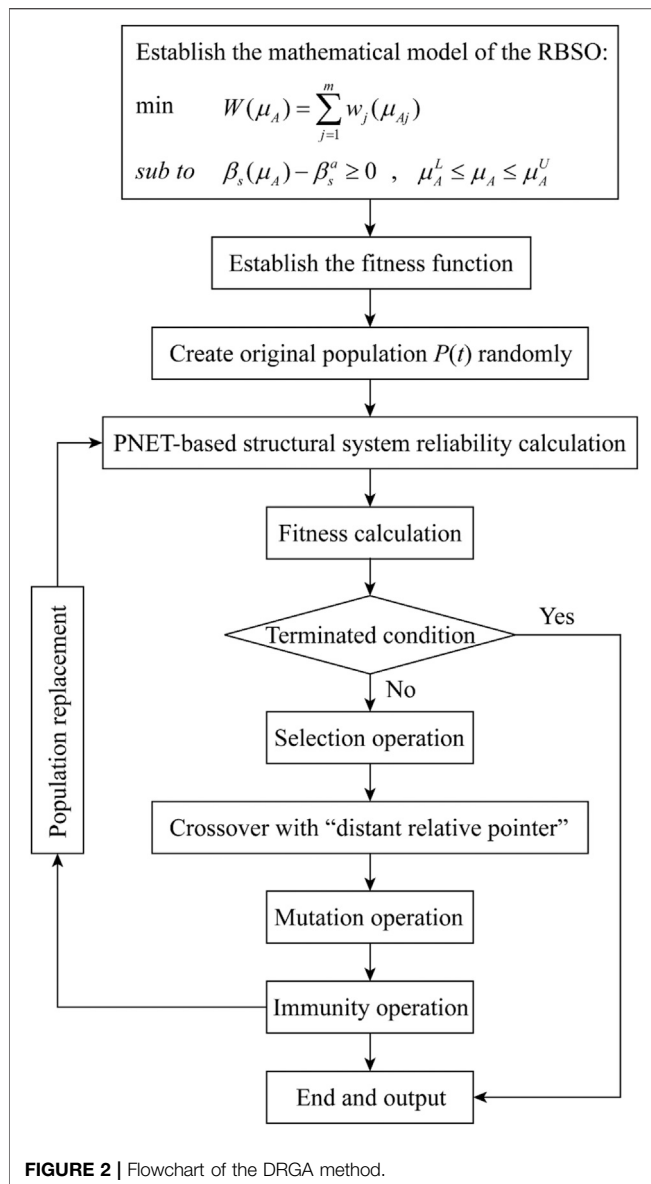 Establish the mathematical model of the RBSO:
min W(μ_A) = ∑_{j=1}^{m} w_j(μ_{Aj})
sub to β_s(μ_A) − β_s^a ≥ 0 , μ_A^L ≤ μ_A ≤ μ_A^U
Establish the fitness function
Create original population P(t) randomly
PNET-based structural system reliability calculation
Fitness calculation
Terminated condition
Yes
No
Selection operation
Crossover with “distant relative pointer”
Mutation operation
Immunity operation
Population replacement
End and output
FIGURE 2 | Flowchart of the DRGA method.